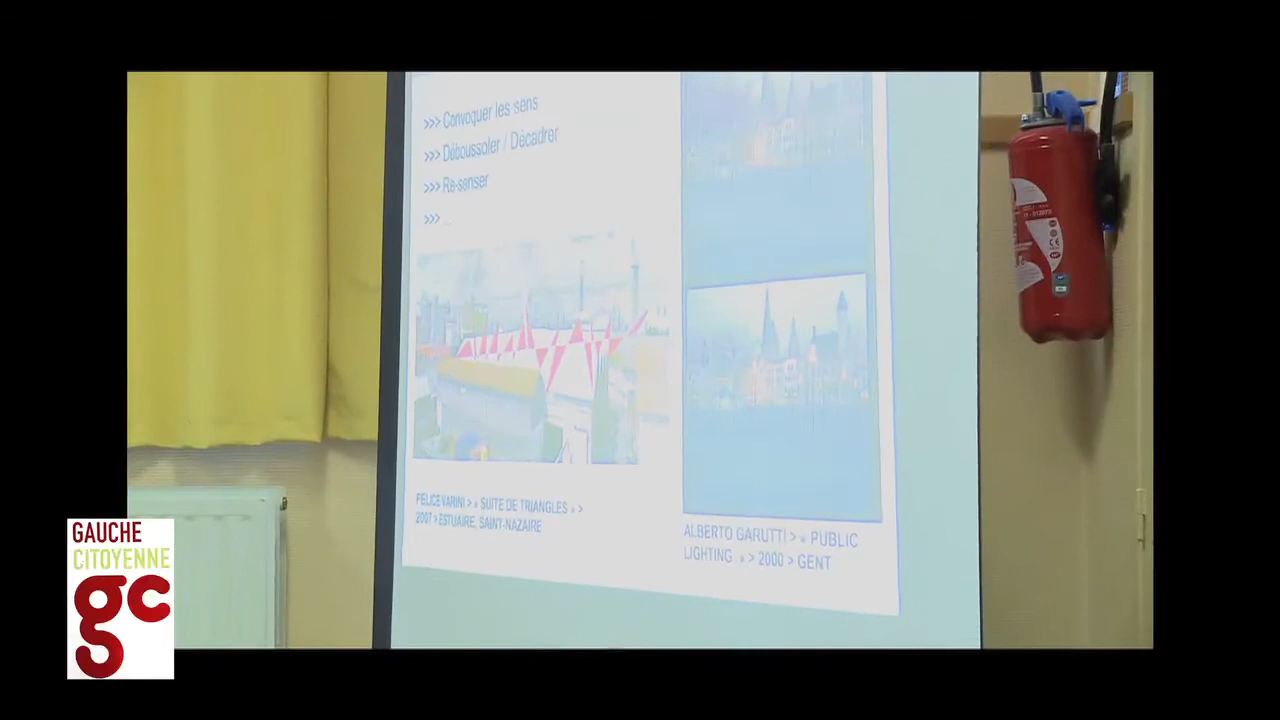 >>> Convoquer les sens
>>> Déboussoler / Décadrer
>>> Re-senser
>>> ...
FELICE VARINI > « SUITE DE TRIANGLES » >
2007 > ESTUAIRE, SAINT-NAZAIRE
ALBERTO GARUTTI > « PUBLIC
LIGHTING » > 2000 > GENT
GAUCHE
CITOYENNE
gc
CE